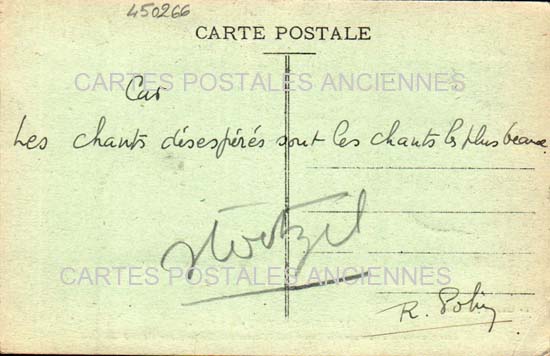 450266
CARTE POSTALE
CARTES POSTALES ANCIENNES
Car
Les chants désespérés sont les chants les plus beaux
CARTES POSTALES ANCIENNES
R.